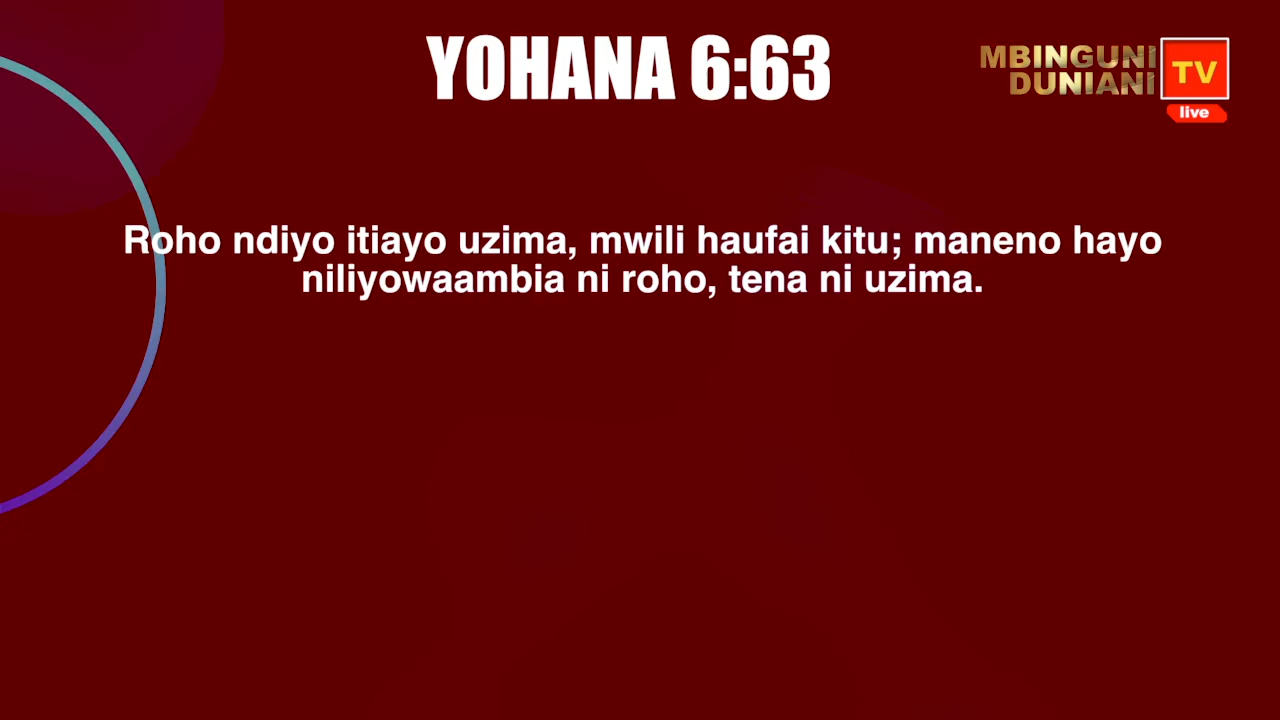 YOHANA 6:63
MBINGUNI
DUNIANI
TV
live
Roho ndiyo itiayo uzima, mwili haufai kitu; maneno hayo
niliyowaambia ni roho, tena ni uzima.